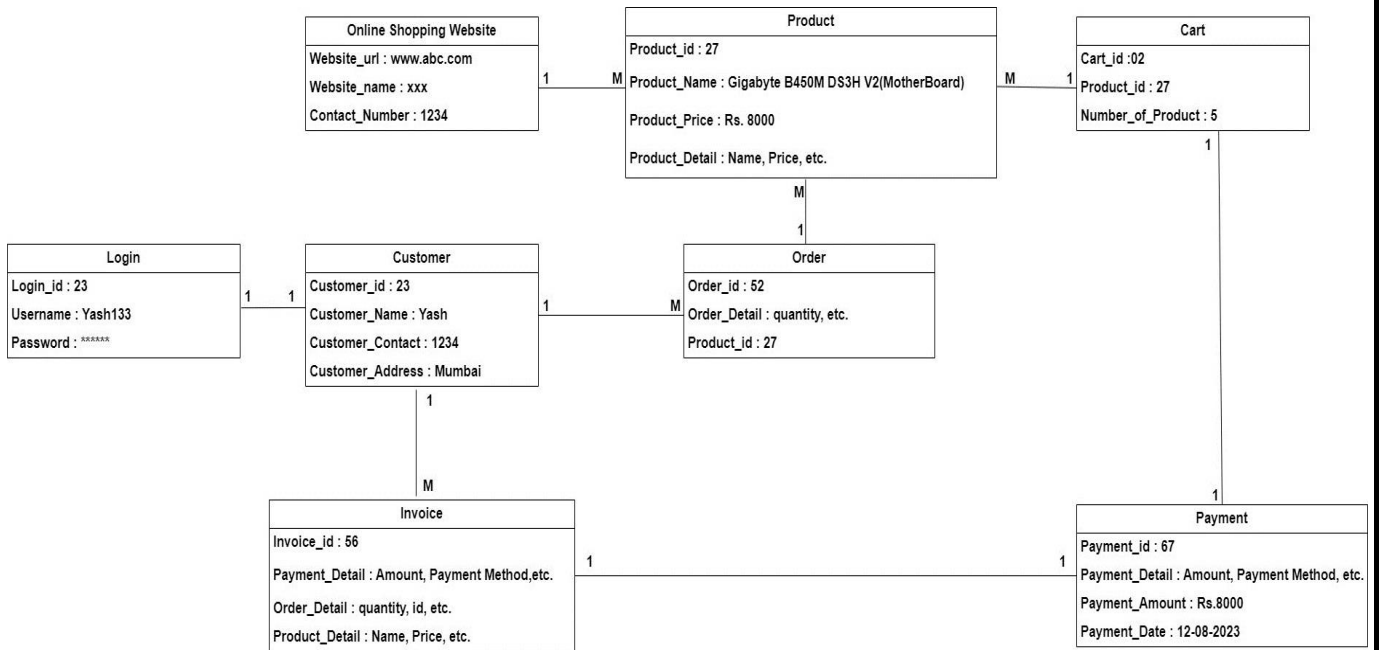 Online Shopping Website
Website_url : www.abc.com
Website_name : xxx
Contact_Number : 1234
1
M
Product
Product_id : 27
Product_Name : Gigabyte B450M DS3H V2(MotherBoard)
Product_Price : Rs. 8000
Product_Detail : Name, Price, etc.
M
1
Cart
Cart_id :02
Product_id : 27
Number_of_Product : 5
1
M
1
Login
Login_id : 23
Username : Yash133
Password : ******
1
1
Customer
Customer_id : 23
Customer_Name : Yash
Customer_Contact : 1234
Customer_Address : Mumbai
1
M
Order
Order_id : 52
Order_Detail : quantity, etc.
Product_id : 27
1
M
1
Invoice
Invoice_id : 56
Payment_Detail : Amount, Payment Method,etc.
Order_Detail : quantity, id, etc.
Product_Detail : Name, Price, etc.
1
1
Payment
Payment_id : 67
Payment_Detail : Amount, Payment Method, etc.
Payment_Amount : Rs.8000
Payment_Date : 12-08-2023